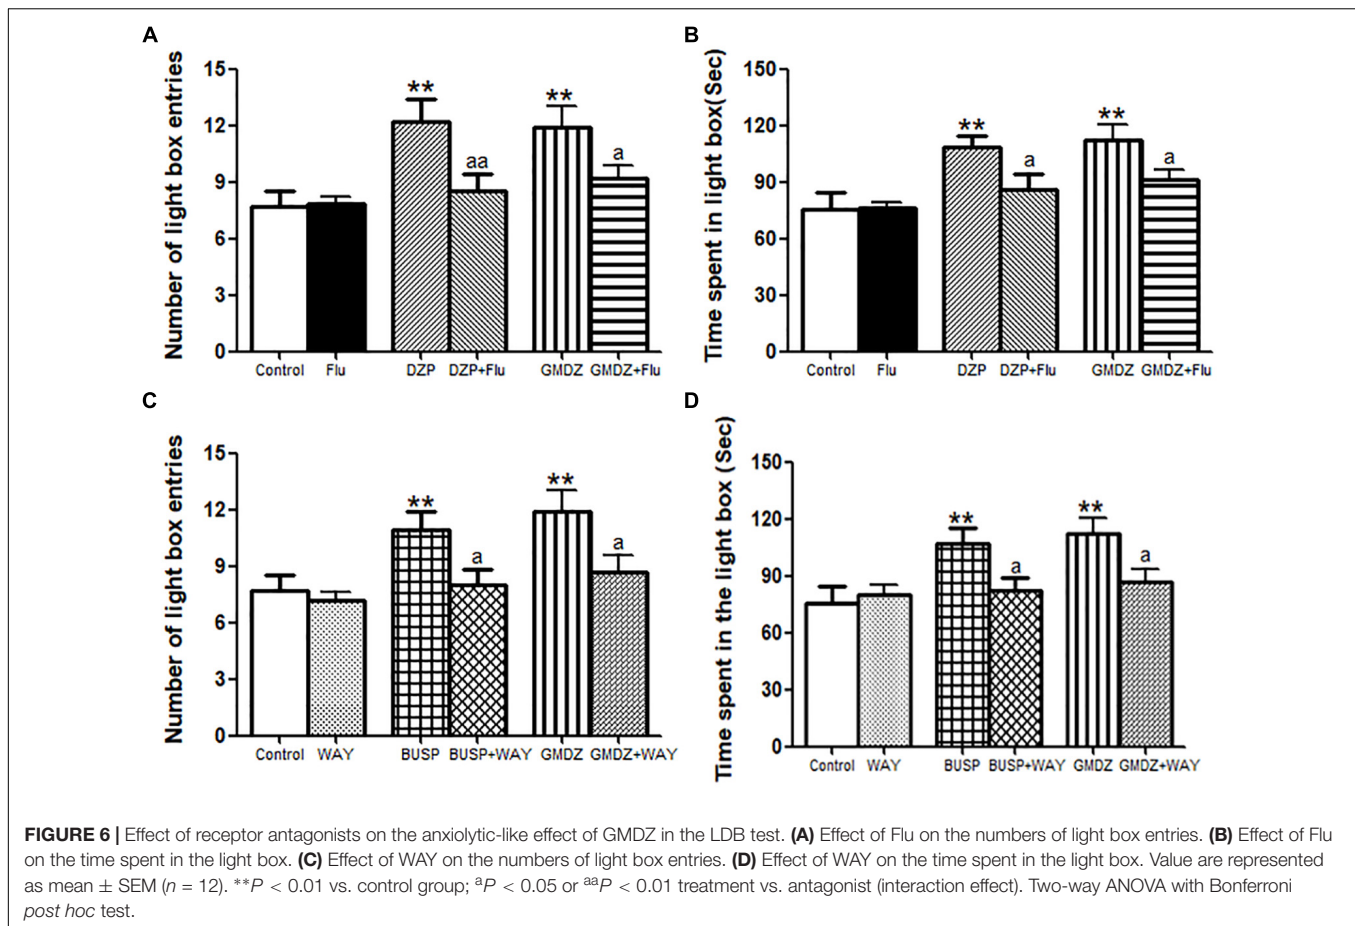 A
Number of light box entries
15
12
9
6
3
0
**
aa
**
a
Control Flu DZP DZP+Flu GMDZ GMDZ+Flu
B
Time spent in light box(Sec)
150
120
90
60
30
0
**
a
**
a
Control Flu DZP DZP+Flu GMDZ GMDZ+Flu
C
Number of light box entries
15
12
9
6
3
0
**
a
**
a
Control WAY BUSP BUSP+WAY GMDZ GMDZ+WAY
D
Time spent in the light box (Sec)
150
120
90
60
30
0
**
a
**
a
Control WAY BUSP BUSP+WAY GMDZ GMDZ+WAY
FIGURE 6 | Effect of receptor antagonists on the anxiolytic-like effect of GMDZ in the LDB test. (A) Effect of Flu on the numbers of light box entries. (B) Effect of Flu
on the time spent in the light box. (C) Effect of WAY on the numbers of light box entries. (D) Effect of WAY on the time spent in the light box. Value are represented
as mean ± SEM (n = 12). **P < 0.01 vs. control group; aP < 0.05 or aaP < 0.01 treatment vs. antagonist (interaction effect). Two-way ANOVA with Bonferroni
post hoc test.